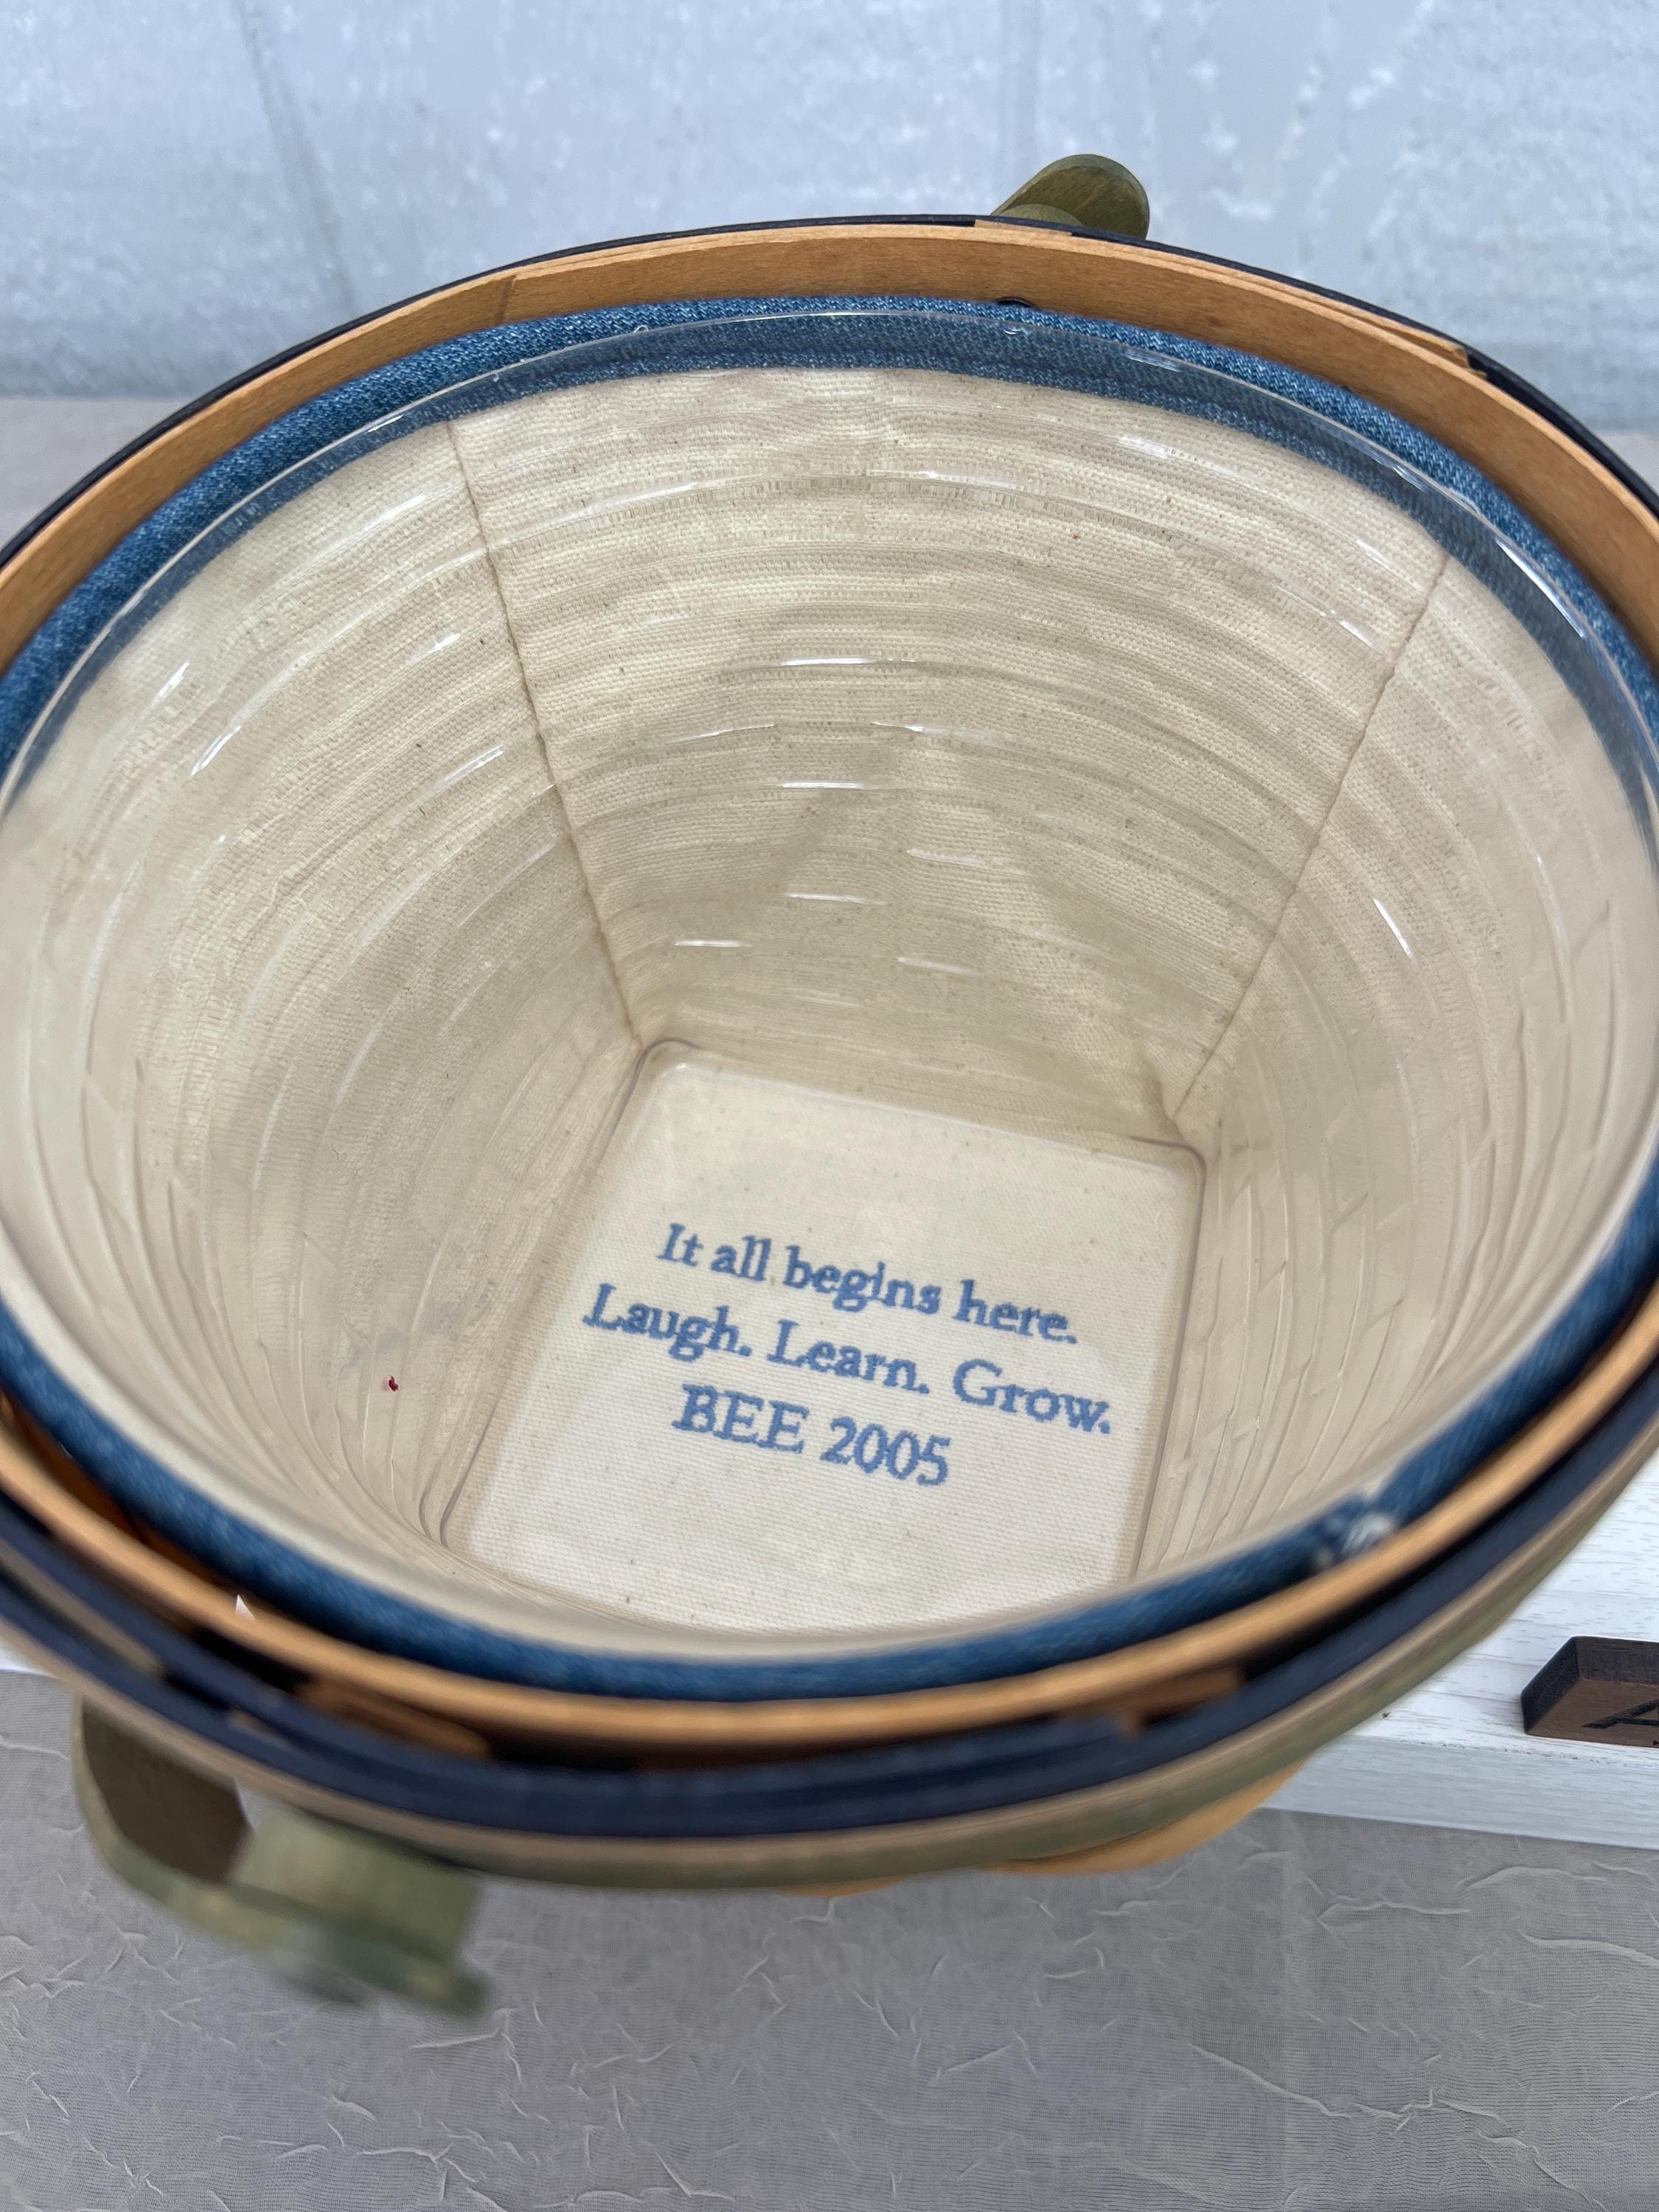 It all begins here.
Laugh. Learn. Grow.
BEE 2005